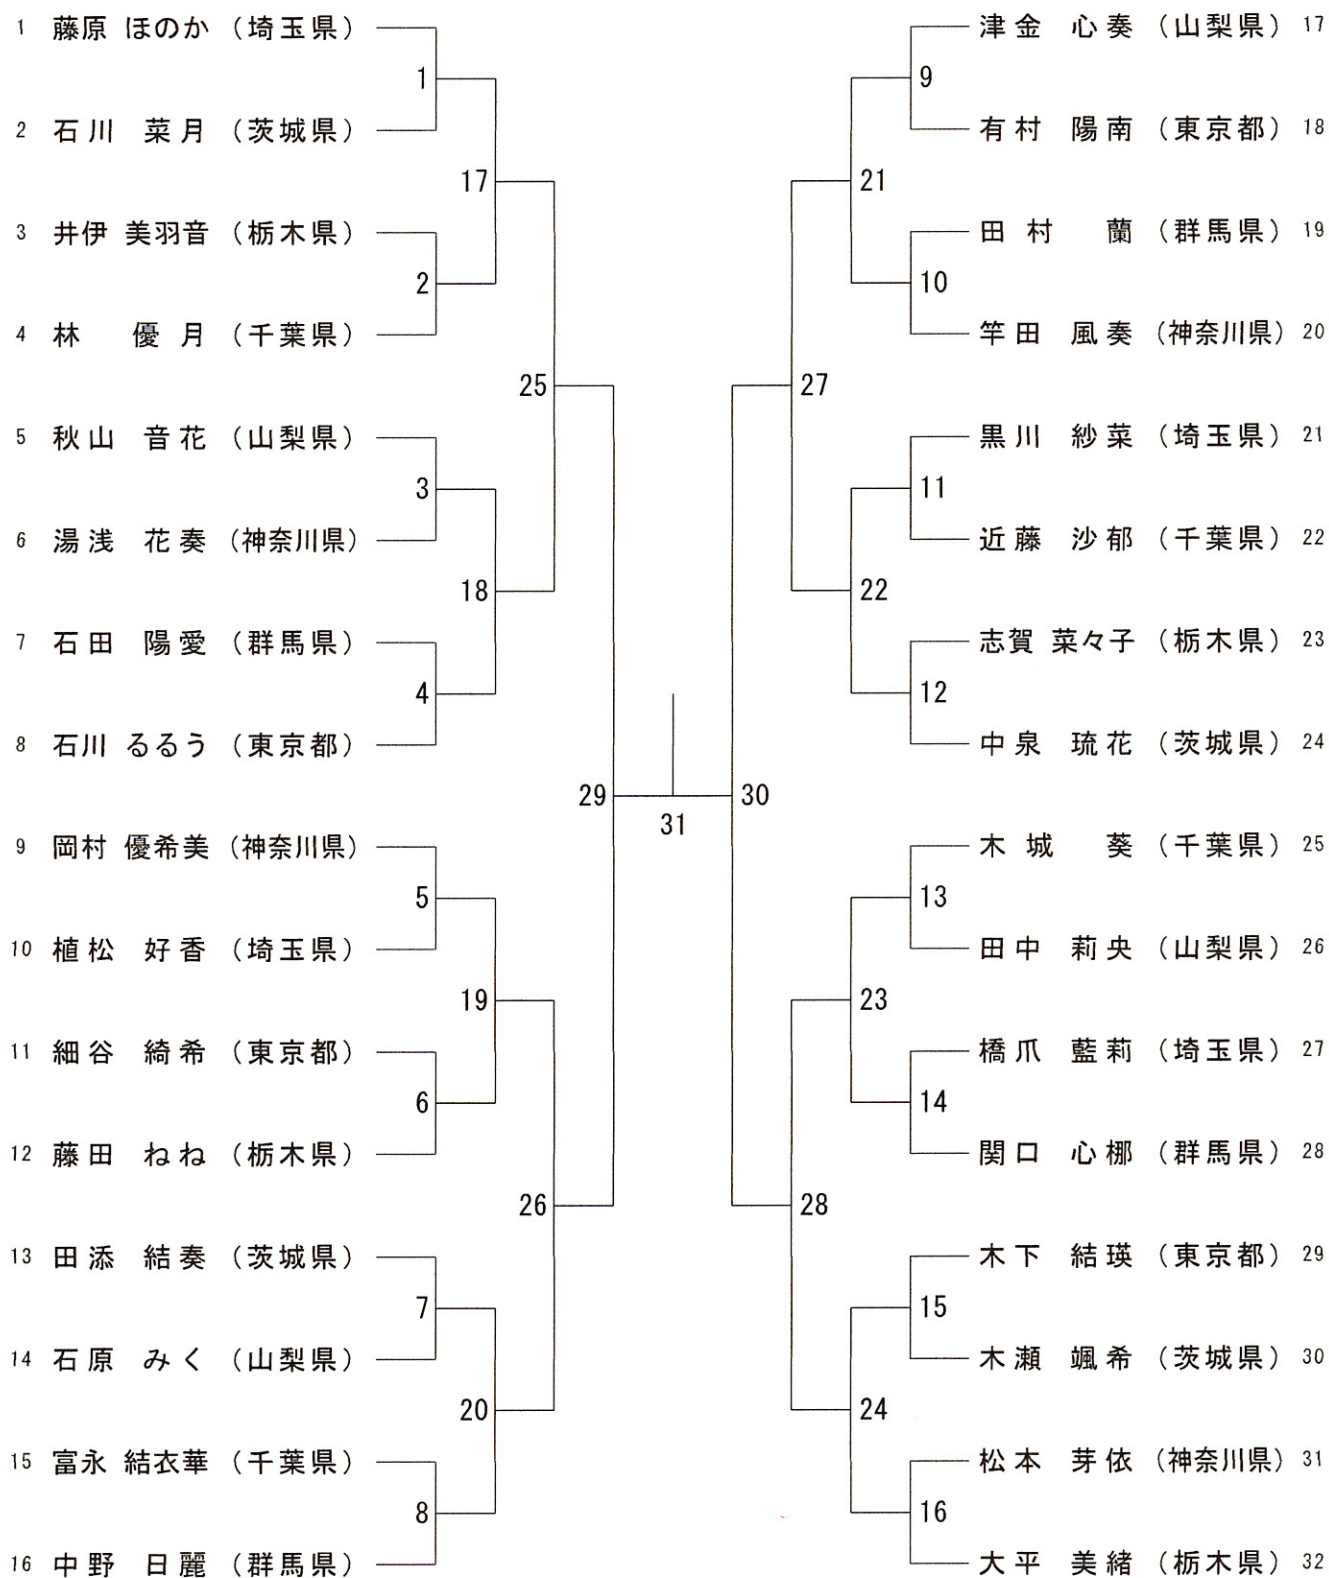 1 藤原 ほのか （埼玉県）
1
2 石川 菜月 （茨城県）
17
3 井伊 美羽音 （栃木県）
2
4 林 優月 （千葉県）
25
5 秋山 音花 （山梨県）
3
6 湯浅 花奏 （神奈川県）
18
7 石田 陽愛 （群馬県）
4
8 石川 るるう （東京都）
29
9 岡村 優希美 （神奈川県）
5
10 植松 好香 （埼玉県）
19
11 細谷 綺希 （東京都）
6
12 藤田 ねね （栃木県）
26
13 田添 結奏 （茨城県）
7
14 石原 みく （山梨県）
20
15 富永 結衣華 （千葉県）
8
16 中野 日麗 （群馬県）
31
津金 心奏 （山梨県） 17
9
有村 陽南 （東京都） 18
21
田村 蘭 （群馬県） 19
10
竿田 風奏 （神奈川県） 20
27
黒川 紗菜 （埼玉県） 21
11
近藤 沙郁 （千葉県） 22
22
志賀 菜々子 （栃木県） 23
12
中泉 琉花 （茨城県） 24
30
木城 葵 （千葉県） 25
13
田中 莉央 （山梨県） 26
23
橋爪 藍莉 （埼玉県） 27
14
関口 心梛 （群馬県） 28
28
木下 結瑛 （東京都） 29
15
木瀬 颯希 （茨城県） 30
24
松本 芽依 （神奈川県） 31
16
大平 美緒 （栃木県） 32